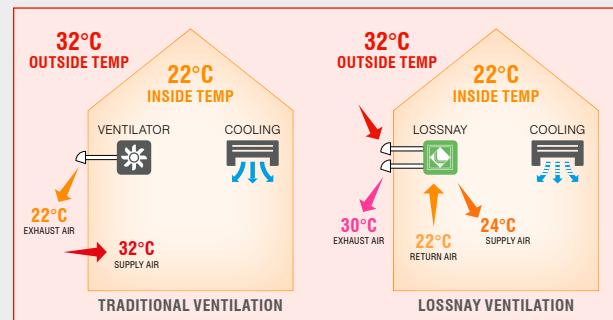 32°C
OUTSIDE TEMP
22°C
INSIDE TEMP
VENTILATOR
COOLING
22°C
EXHAUST AIR
32°C
SUPPLY AIR
TRADITIONAL VENTILATION
32°C
OUTSIDE TEMP
22°C
INSIDE TEMP
LOSSNAY
COOLING
30°C
EXHAUST AIR
22°C
RETURN AIR
24°C
SUPPLY AIR
LOSSNAY VENTILATION